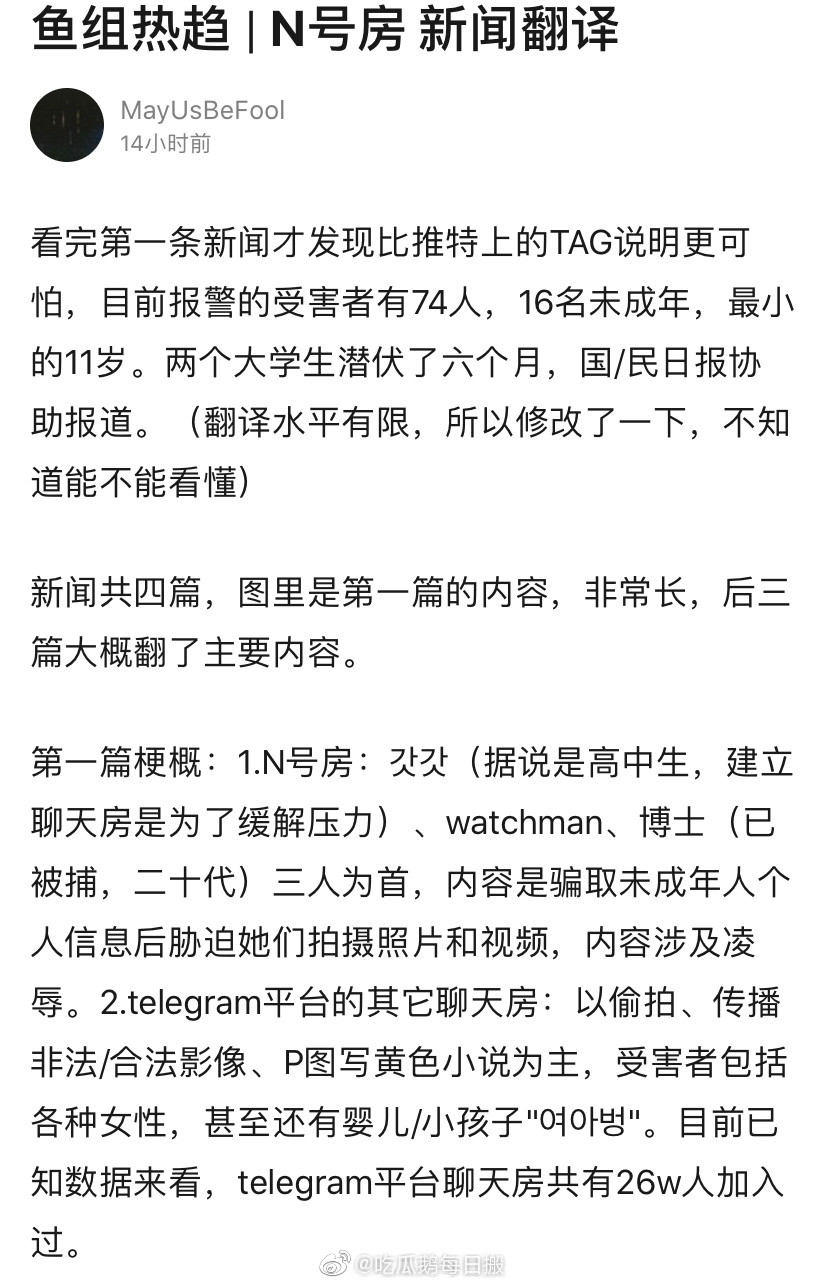 鱼组热趋 | N号房 新闻翻译
MayUsBeFool
14小时前
看完第一条新闻才发现比推特上的TAG说明更可
怕，目前报警的受害者有74人，16名未成年，最小
的11岁。两个大学生潜伏了六个月，国/民日报协
助报道。（翻译水平有限，所以修改了一下，不知
道能不能看懂）
新闻共四篇，图里是第一篇的内容，非常长，后三
篇大概翻了主要内容。
第一篇梗概：1.N号房：갓갓（据说是高中生，建立
聊天房是为了缓解压力）、watchman、博士（已
被捕，二十代）三人为首，内容是骗取未成年人个
人信息后胁迫她们拍摄照片和视频，内容涉及凌
辱。2.telegram平台的其它聊天房：以偷拍、传播
非法/合法影像、P图写黄色小说为主，受害者包括
各种女性，甚至还有婴儿/小孩子"여아벙"。目前已
知数据来看，telegram平台聊天房共有26w人加入
过。
@吃瓜鹅每日搬